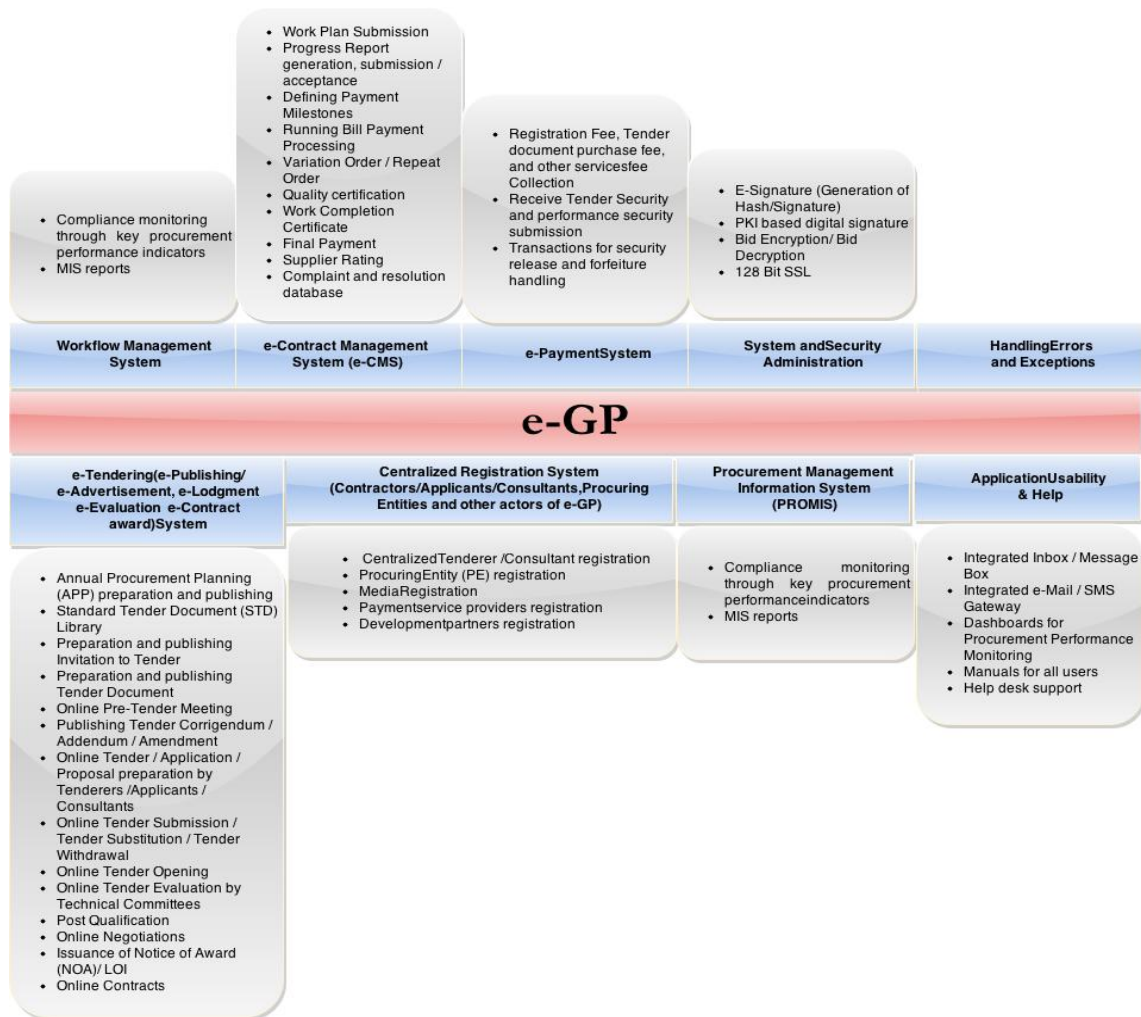 • Compliance monitoring
through key procurement
performance indicators
• MIS reports
• Work Plan Submission
• Progress Report
generation, submission /
acceptance
• Defining Payment
Milestones
• Running Bill Payment
Processing
• Variation Order / Repeat
Order
• Quality certification
• Work Completion
Certificate
• Final Payment
• Supplier Rating
• Complaint and resolution
database
• Registration Fee, Tender
document purchase fee,
and other servicesfee
Collection
• Receive Tender Security
and performance security
submission
• Transactions for security
release and forfeiture
handling
• E-Signature (Generation of
Hash/Signature)
• PKI based digital signature
• Bid Encryption/ Bid
Decryption
• 128 Bit SSL
Workflow Management
System
e-Contract Management
System (e-CMS)
e-PaymentSystem
System andSecurity
Administration
HandlingErrors
and Exceptions
e-GP
e-Tendering(e-Publishing/
e-Advertisement, e-Lodgment
e-Evaluation e-Contract
award)System
Centralized Registration System
(Contractors/Applicants/Consultants,Procuring
Entities and other actors of e-GP)
Procurement Management
Information System
(PROMIS)
ApplicationUsability
& Help
• Annual Procurement Planning
(APP) preparation and publishing
• Standard Tender Document (STD)
Library
• Preparation and publishing
Invitation to Tender
• Preparation and publishing
Tender Document
• Online Pre-Tender Meeting
• Publishing Tender Corrigendum /
Addendum / Amendment
• Online Tender / Application /
Proposal preparation by
Tenderers /Applicants /
Consultants
• Online Tender Submission /
Tender Substitution / Tender
Withdrawal
• Online Tender Opening
• Online Tender Evaluation by
Technical Committees
• Post Qualification
• Online Negotiations
• Issuance of Notice of Award
(NOA)/ LOI
• Online Contracts
• CentralizedTenderer /Consultant registration
• ProcuringEntity (PE) registration
• MediaRegistration
• Paymentservice providers registration
• Developmentpartners registration
• Compliance monitoring
through key procurement
performanceindicators
• MIS reports
• Integrated Inbox / Message
Box
• Integrated e-Mail / SMS
Gateway
• Dashboards for
Procurement Performance
Monitoring
• Manuals for all users
• Help desk support